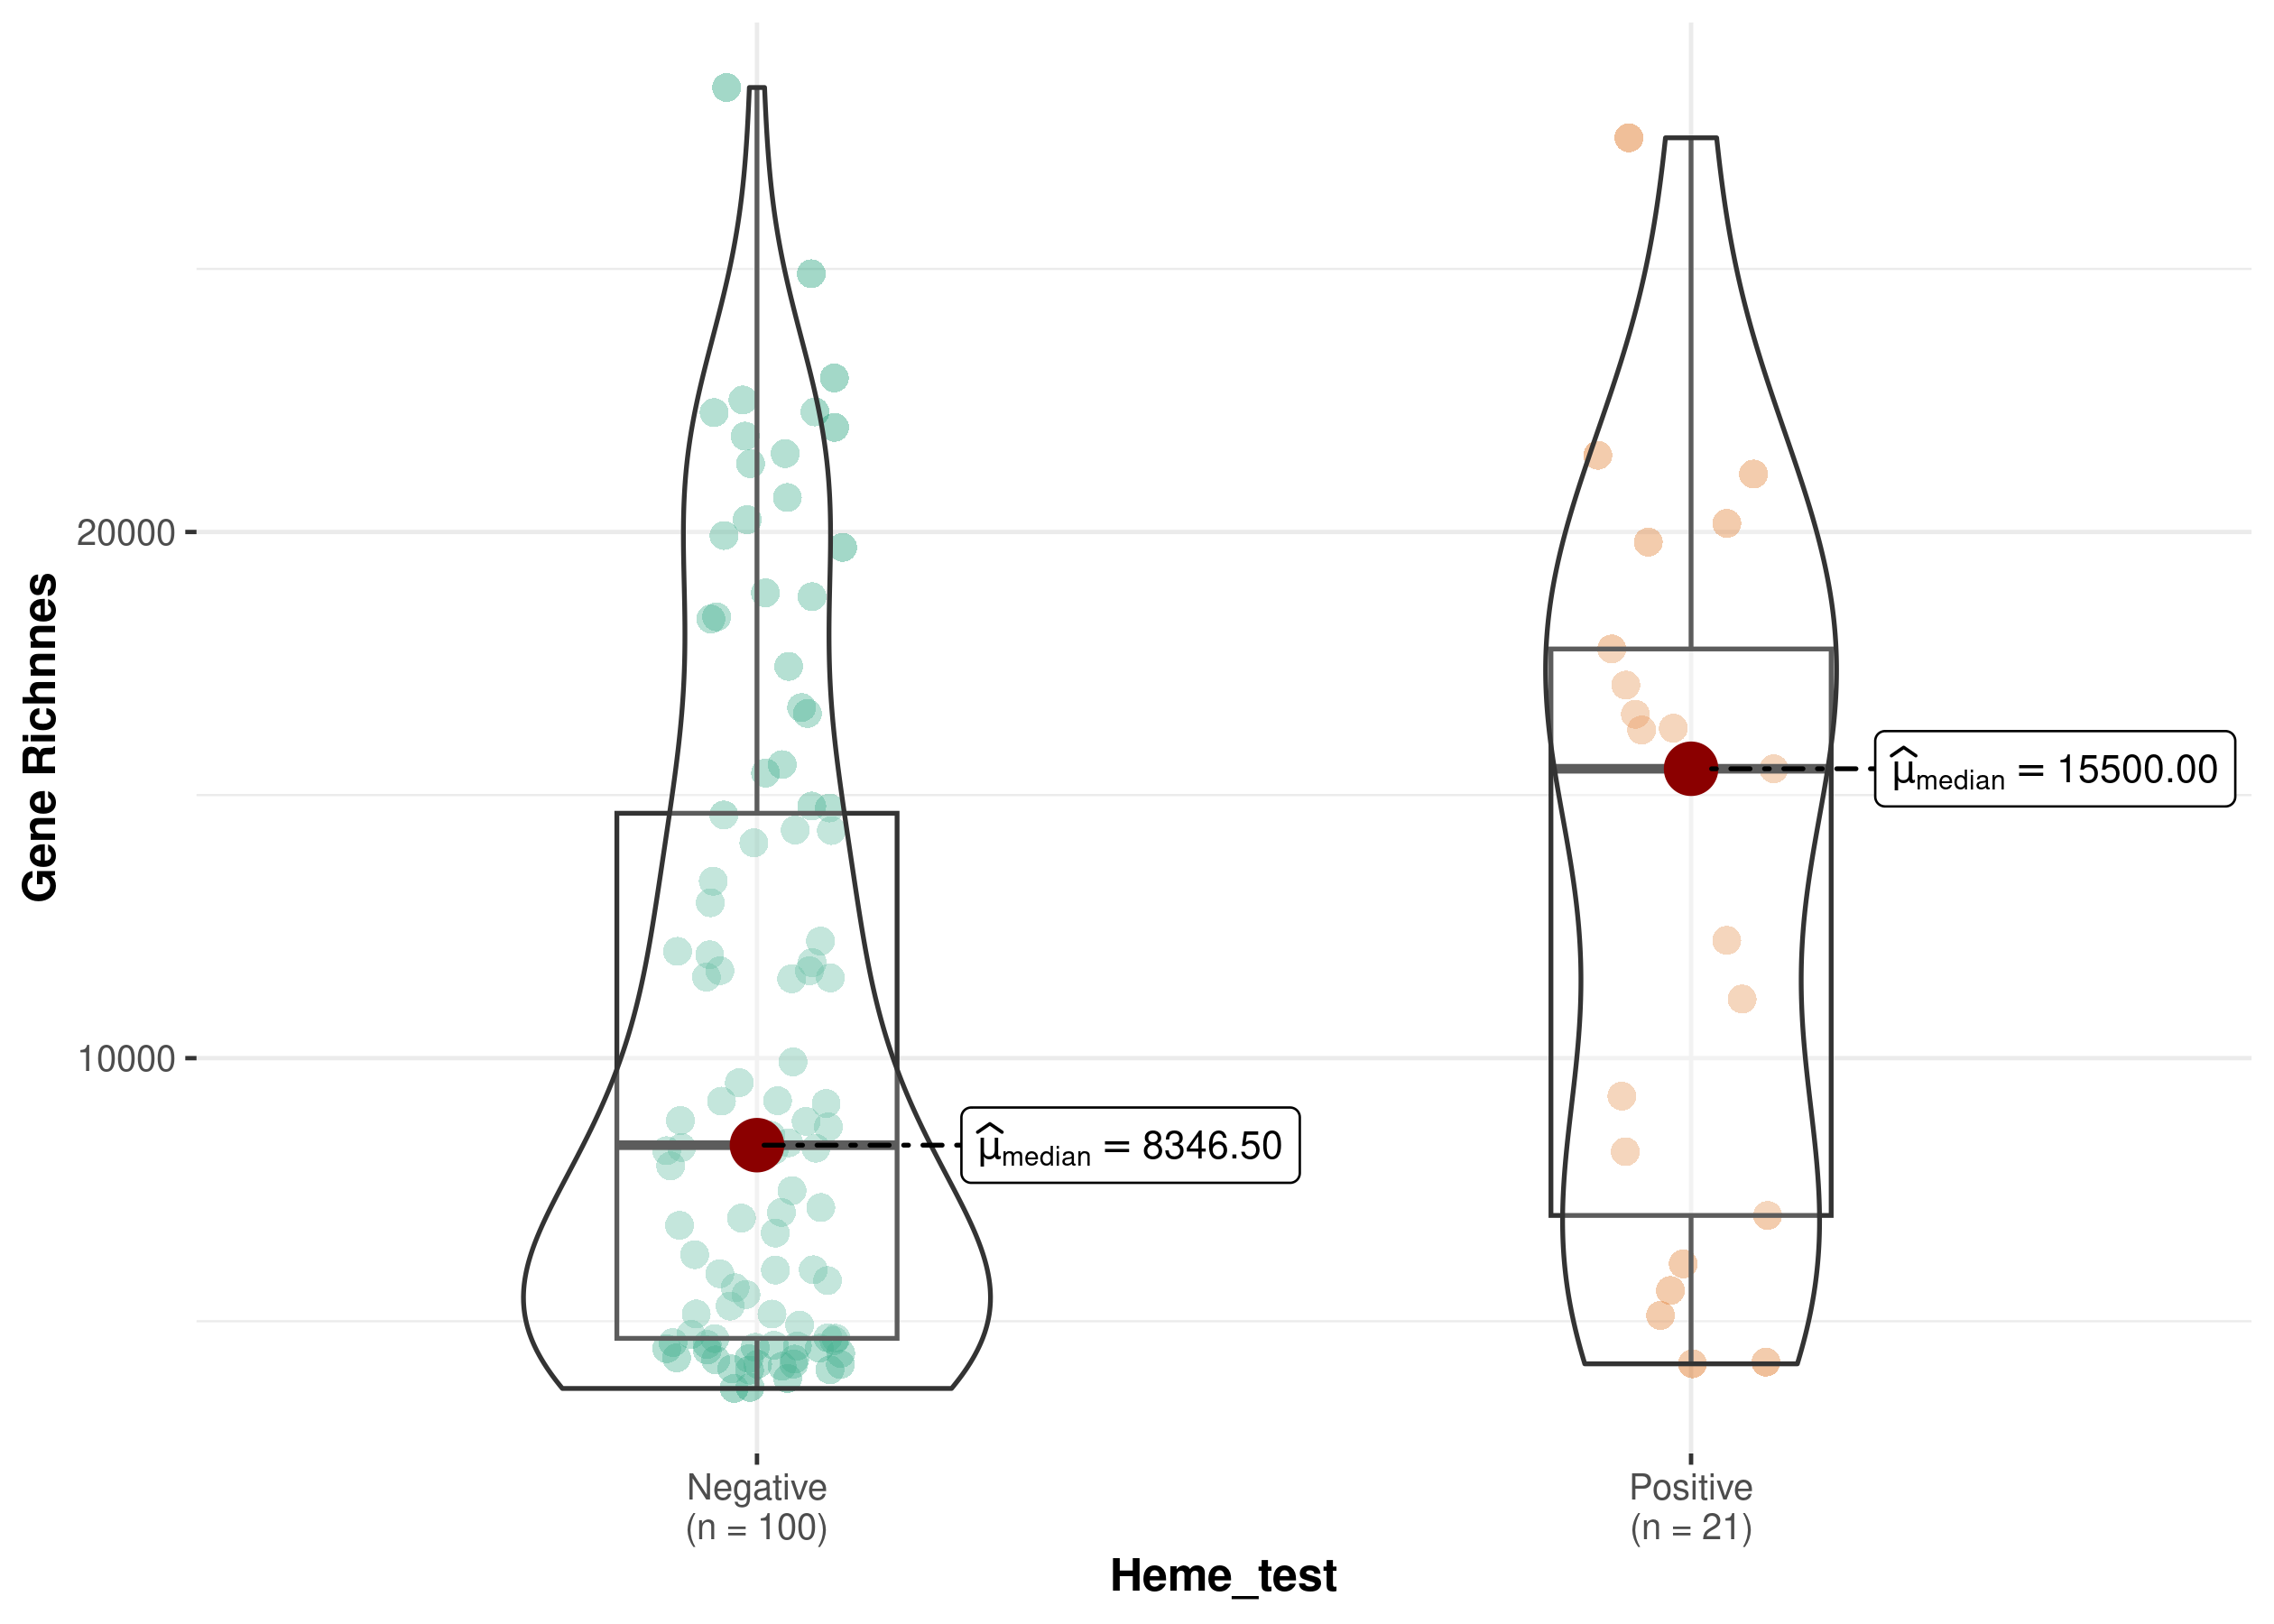 Gene Richnnes
20000
10000
μ̂median = 8346.50
μ̂median = 15500.00
Negative
(n = 100)
Positive
(n = 21)
Heme_test